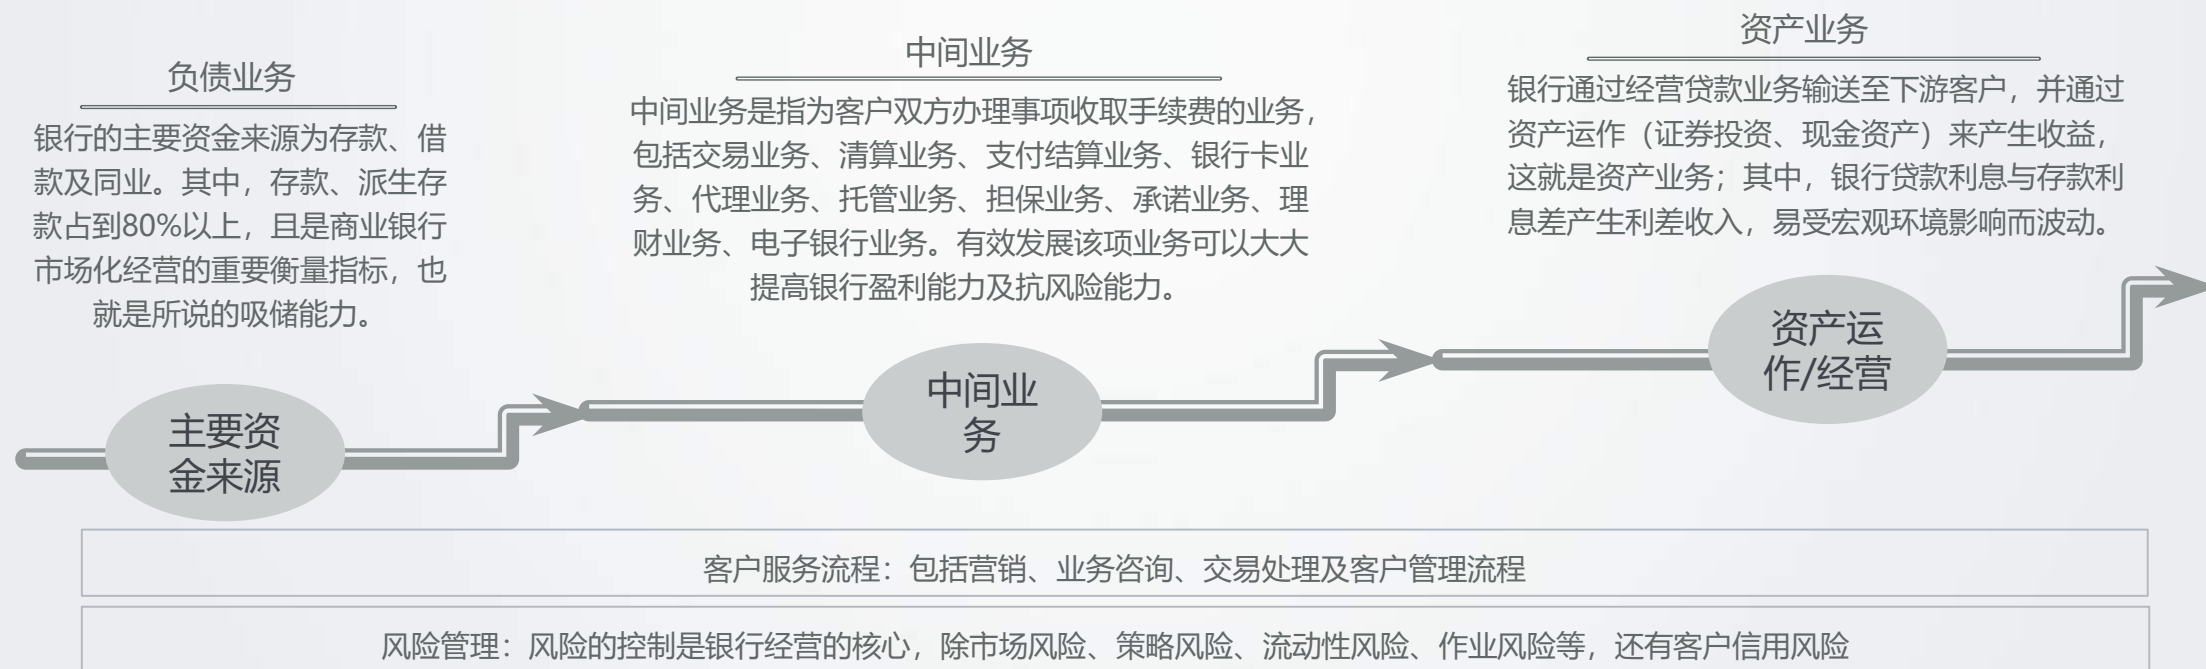 负债业务
银行的主要资金来源为存款、借
款及同业。其中，存款、派生存
款占到80%以上，且是商业银行
市场化经营的重要衡量指标，也
就是所说的吸储能力。
主要资
金来源
中间业务
中间业务是指为客户双方办理事项收取手续费的业务，
包括交易业务、清算业务、支付结算业务、银行卡业
务、代理业务、托管业务、担保业务、承诺业务、理
财业务、电子银行业务。有效发展该项业务可以大大
提高银行盈利能力及抗风险能力。
中间业
务
资产业务
银行通过经营贷款业务输送至下游客户，并通过
资产运作（证券投资、现金资产）来产生收益，
这就是资产业务；其中，银行贷款利息与存款利
息差产生利差收入，易受宏观环境影响而波动。
资产运
作/经营
客户服务流程：包括营销、业务咨询、交易处理及客户管理流程
风险管理：风险的控制是银行经营的核心，除市场风险、策略风险、流动性风险、作业风险等，还有客户信用风险